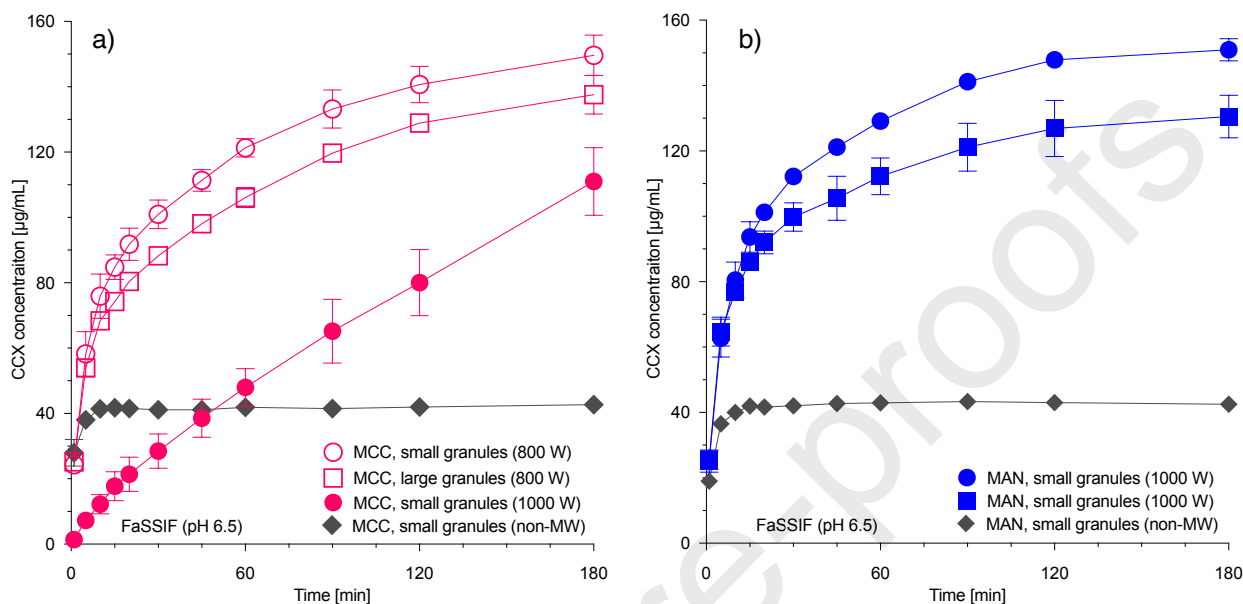 a)
CCX concentraiton [µg/mL]
160
120
80
40
0
MCC, small granules (800 W)
MCC, large granules (800 W)
MCC, small granules (1000 W)
MCC, small granules (non-MW)
FaSSIF (pH 6.5)
0 60 120 180
Time [min]
b)
CCX concentraiton [µg/mL]
160
120
80
40
0
MAN, small granules (1000 W)
MAN, small granules (1000 W)
MAN, small granules (non-MW)
FaSSIF (pH 6.5)
0 60 120 180
Time [min]
re-proofs